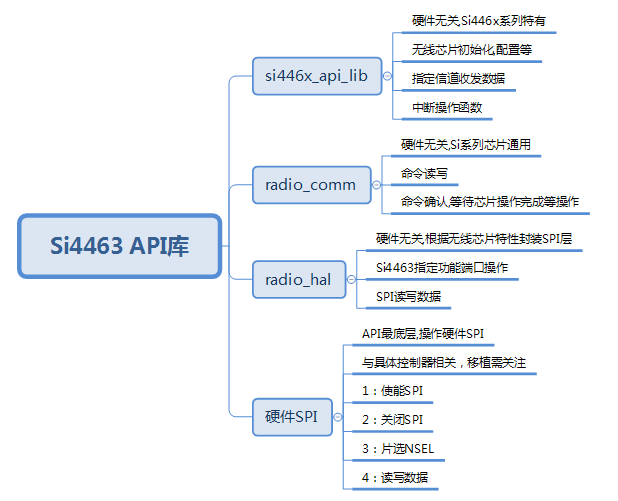 Si4463 API库
si446x_api_lib
硬件无关,Si446x系列特有
无线芯片初始化,配置等
指定信道收发数据
中断操作函数
radio_comm
硬件无关,Si系列芯片通用
命令读写
命令确认,等待芯片操作完成等操作
radio_hal
硬件无关,根据无线芯片特性封装SPI层
Si4463指定功能端口操作
SPI读写数据
硬件SPI
API最底层,操作硬件SPI
与具体控制器相关，移植需关注
1：使能SPI
2：关闭SPI
3：片选NSEL
4：读写数据